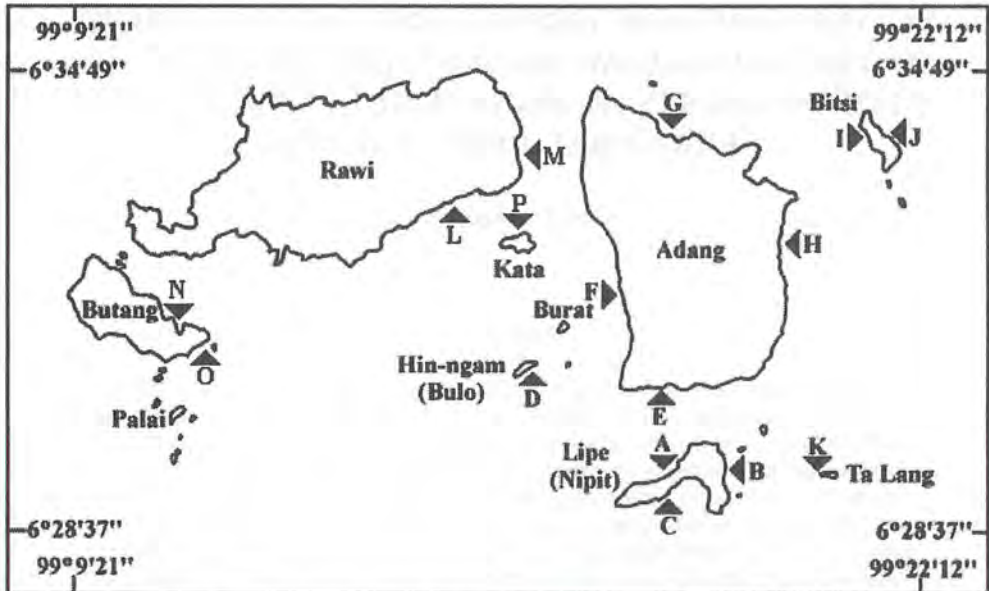 99°9'21" 99°22'12"
6°34'49" 6°34'49"
G Bitsi
I J
M
Rawi
P
L
Kata
Adang
H
N
Butang
F
Burat
O
Hin-ngam
(Bulo)
D
Palai
E
A K
Lipe
(Nipit)
B Ta Lang
C
6°28'37" 6°28'37"
99°9'21" 99°22'12"